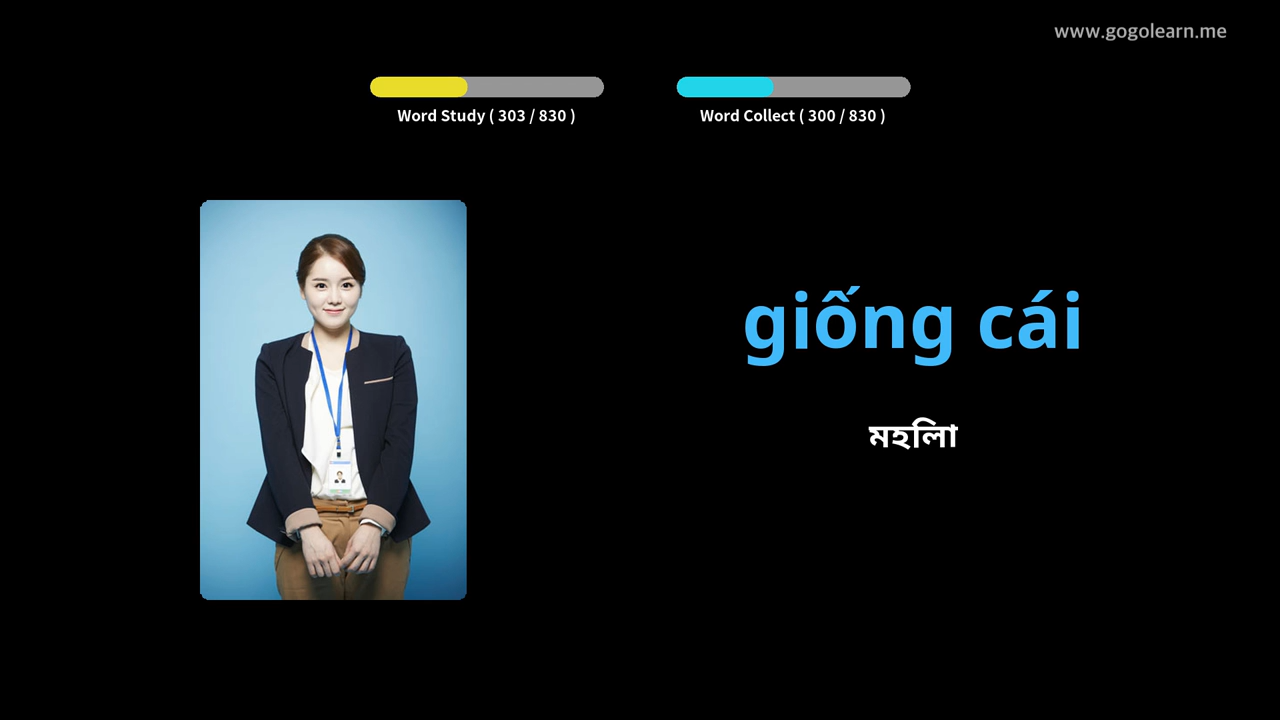 www.gogolearn.me
Word Study ( 303 / 830 )
Word Collect ( 300 / 830 )
giống cái
মহিলা